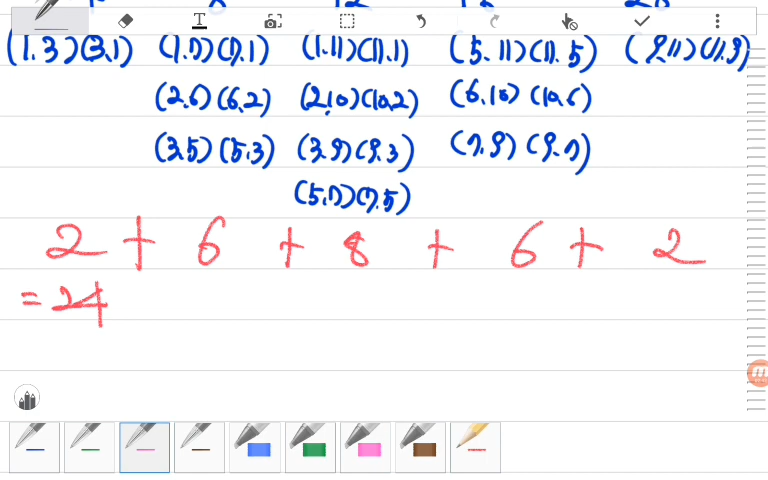 (1.3)(3,1) (1.7)(7,1) (1.11)(11.1) (5.11)(11.5) (9,11)(11,9)
(2,6)(6,2) (2,10)(10,2) (6,10)(10,6)
(3,5)(5,3) (3,9)(9,3) (7,9)(9,7)
(5,7)(7,5)
2 + 6 + 8 + 6 + 2
=24